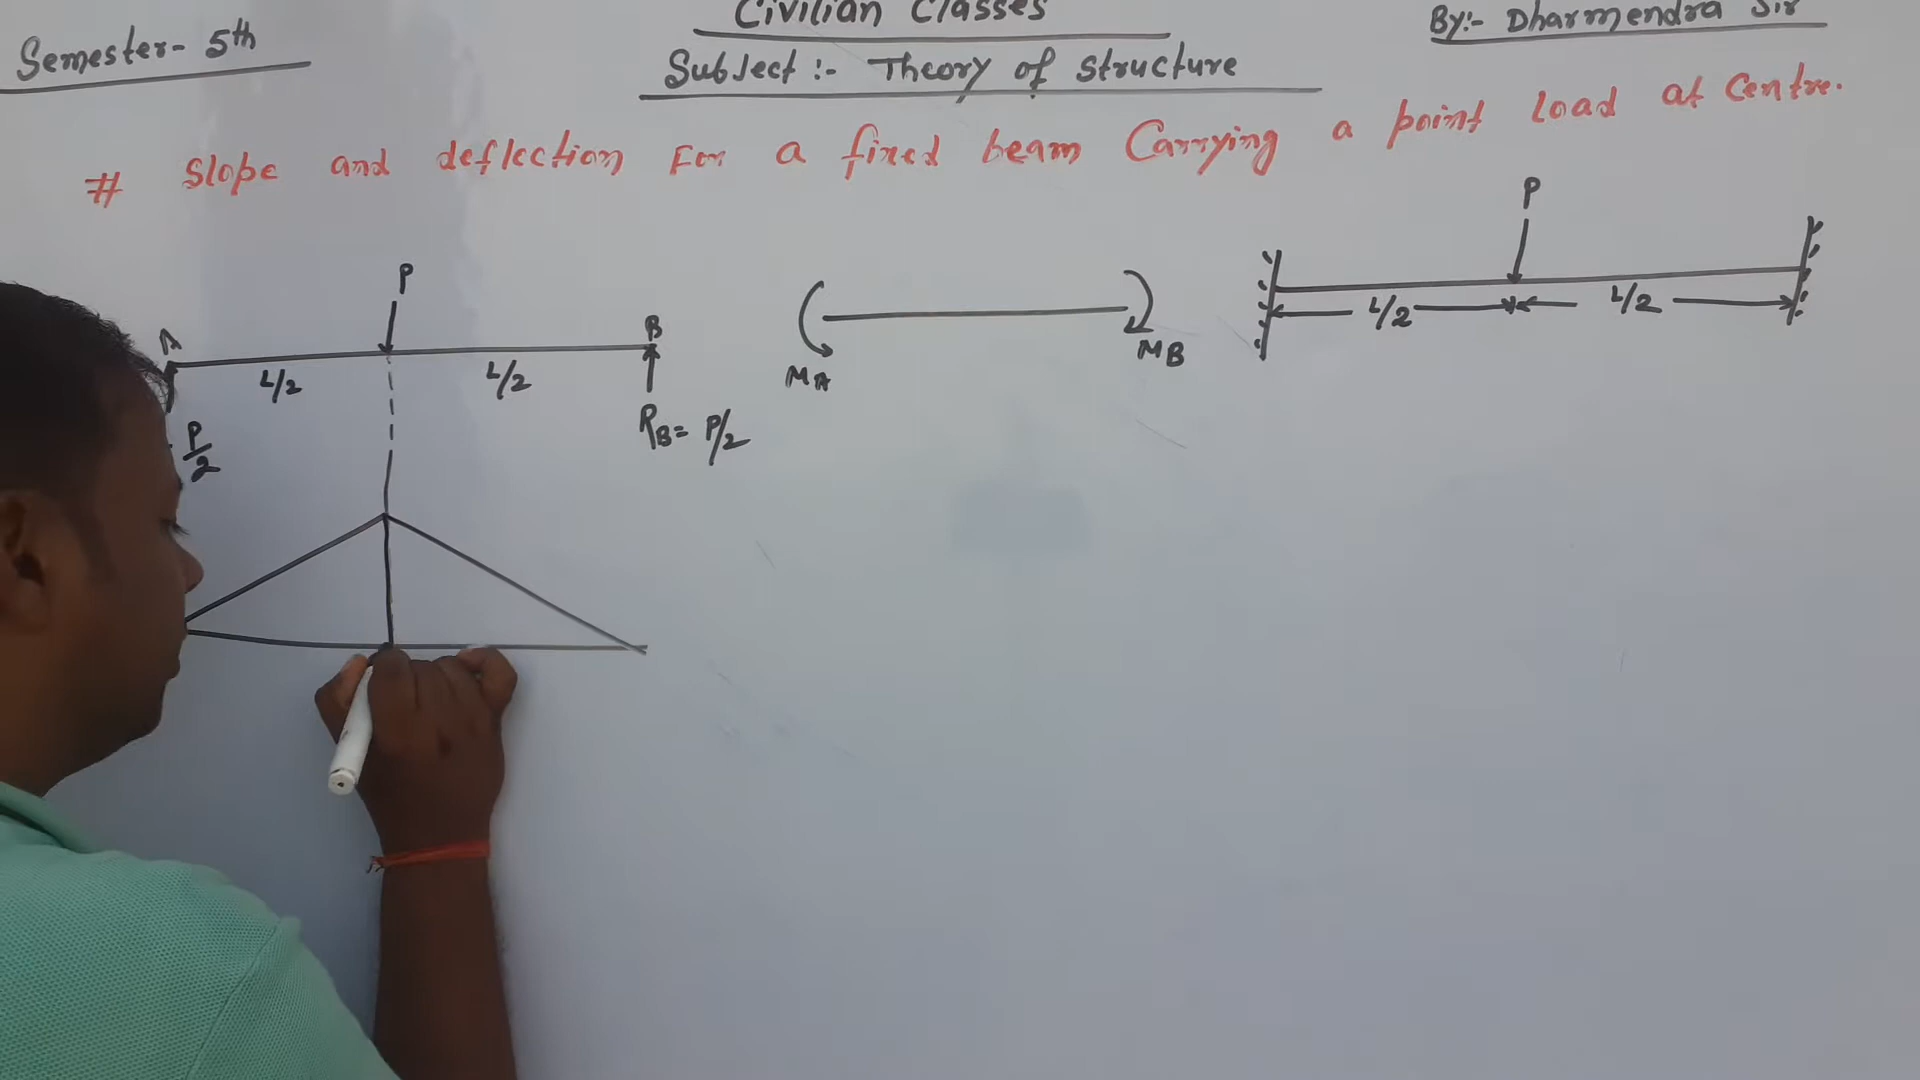 Semester- 5th
Civilian Classes
By:- Dharmendra Sir
Subject :- Theory of structure
# Slope and deflection For a fixed beam Carrying a point load at Centre.
P
A
L/2
L/2
B
P/2
RB= P/2
MA
MB
P
L/2
L/2